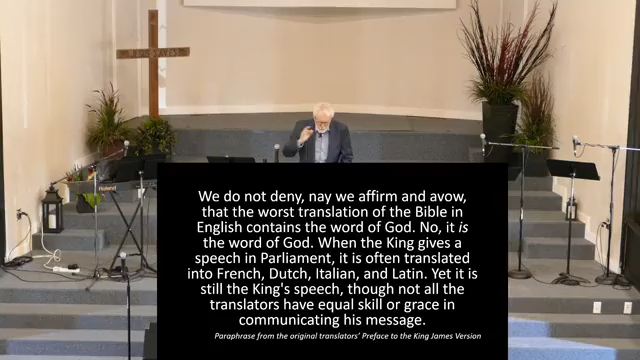 JESUS SAVES
Roland
We do not deny, nay we affirm and avow,
that the worst translation of the Bible in
English contains the word of God. No, it is
the word of God. When the King gives a
speech in Parliament, it is often translated
into French, Dutch, Italian, and Latin. Yet it is
still the King's speech, though not all the
translators have equal skill or grace in
communicating his message.
Paraphrase from the original translators' Preface to the King James Version